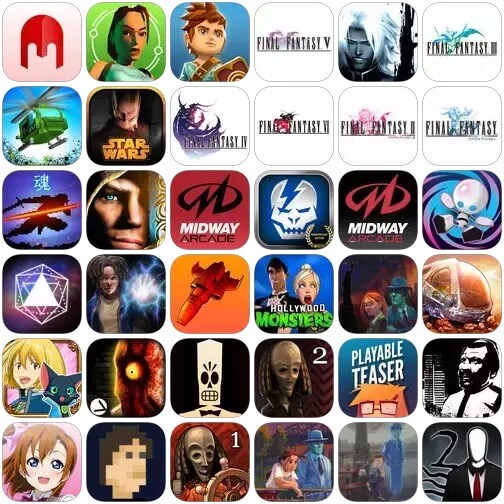 FINAL FANTASY V
FINAL FANTASY III
STAR
WARS
FINAL FANTASY IV
FINAL FANTASY VI
FINAL FANTASY II
FINAL FANTASY
魂
MIDWAY
ARCADE
MIDWAY
ARCADE
HOLLYWOOD
MONSTERS
2
PLAYABLE
TEASER
1
2